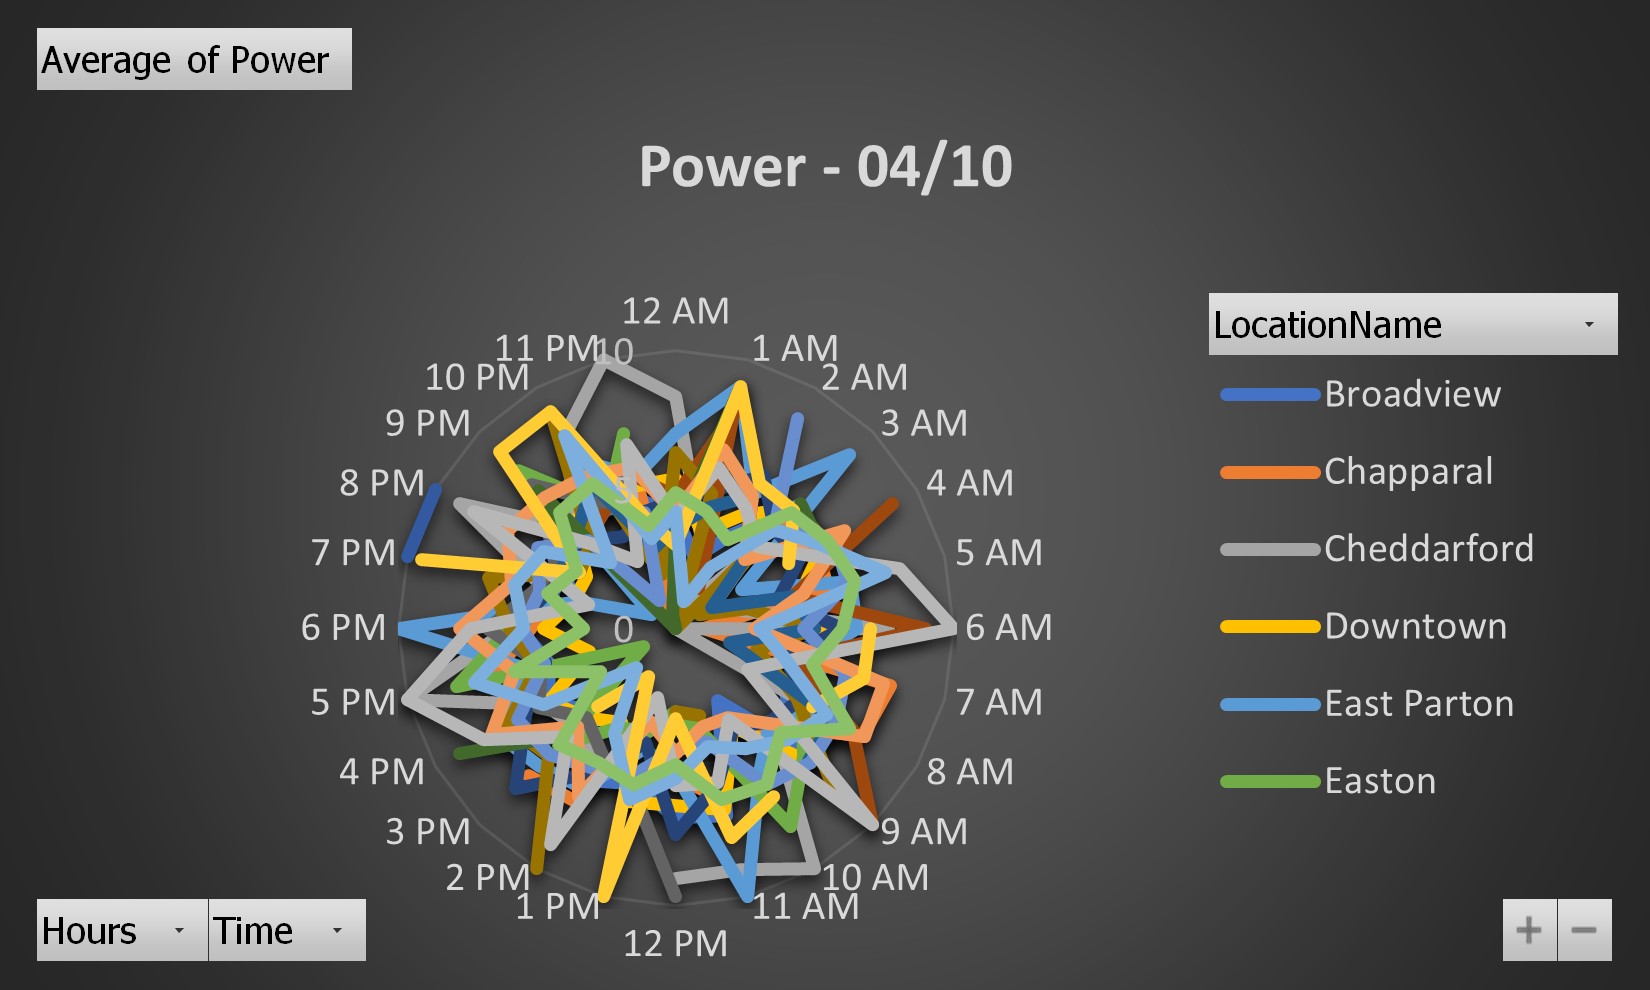 Average of Power
Power - 04/10
12 AM
1 AM
2 AM
3 AM
4 AM
5 AM
6 AM
7 AM
8 AM
9 AM
10 AM
11 AM
12 PM
1 PM
2 PM
3 PM
4 PM
5 PM
6 PM
7 PM
8 PM
9 PM
10 PM
11 PM
10
5
0
LocationName
Broadview
Chapparal
Cheddarford
Downtown
East Parton
Easton
Hours
Time
+
−